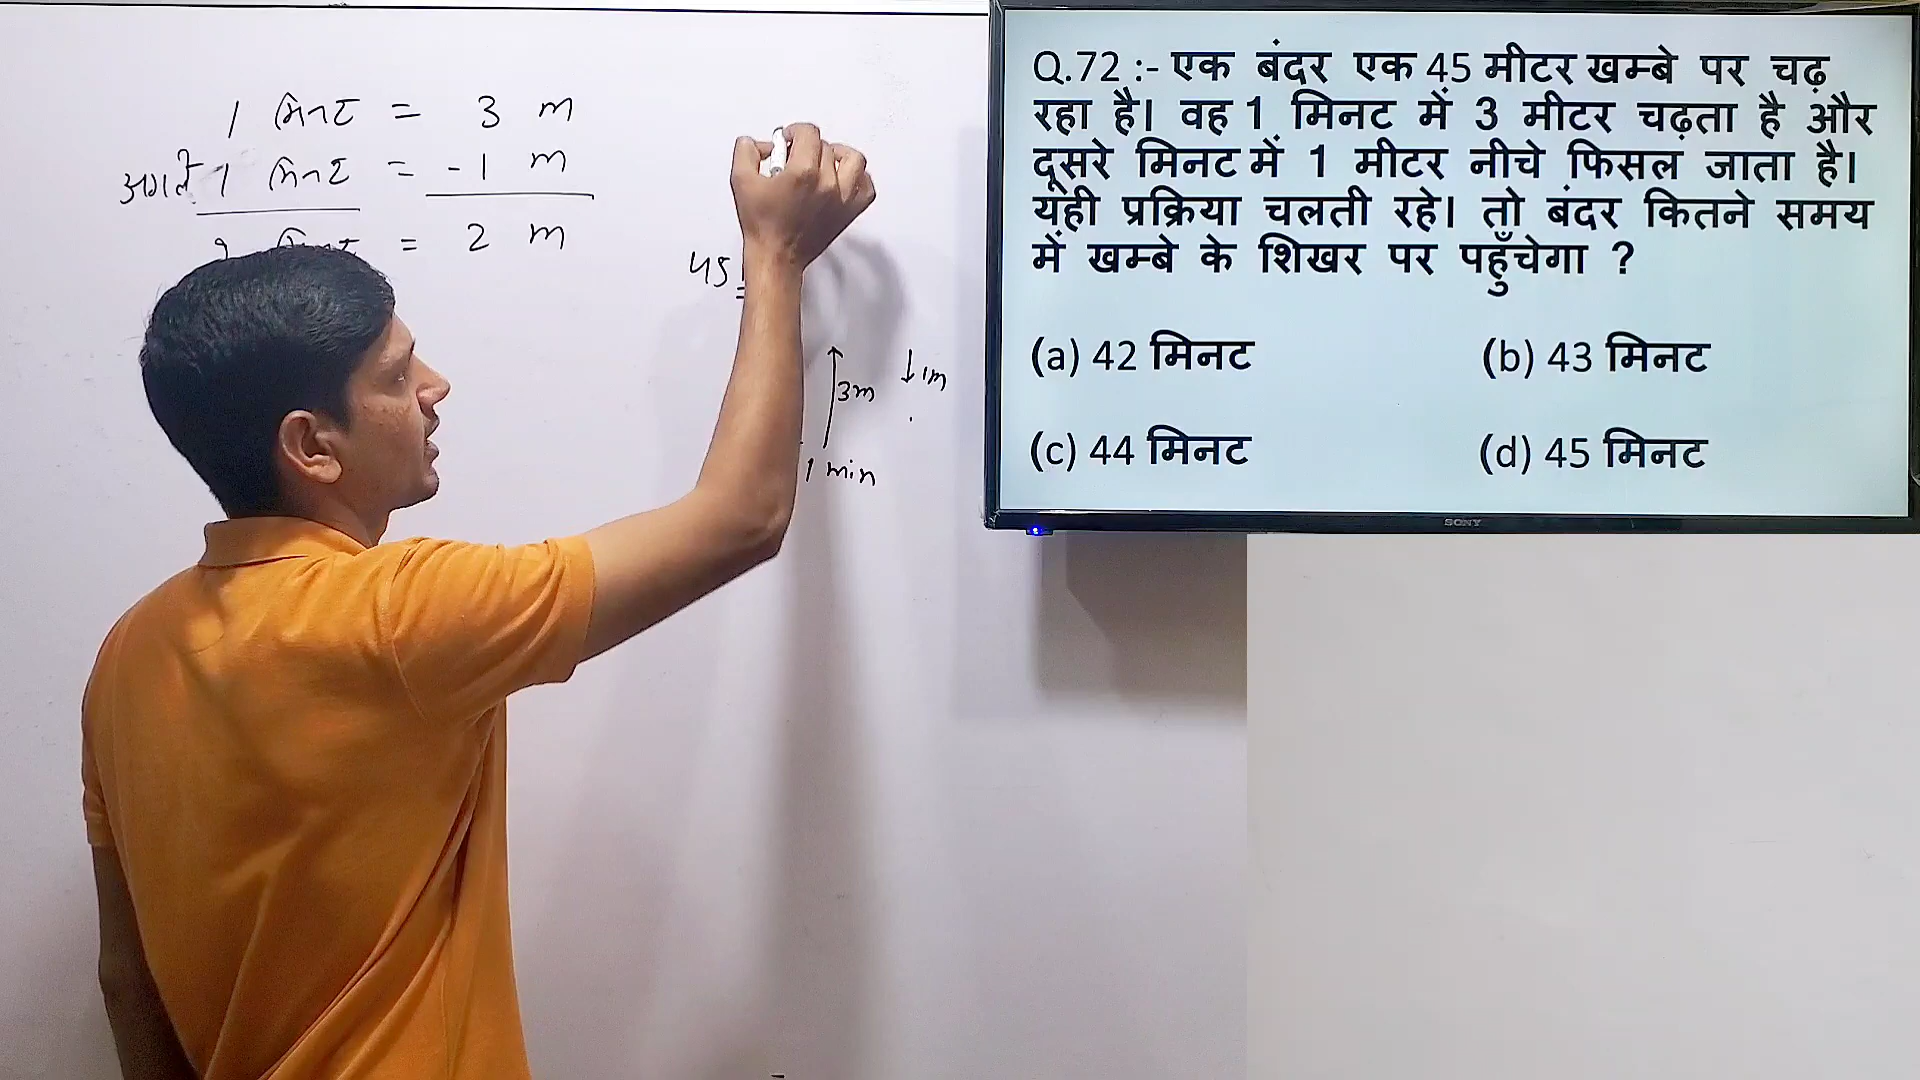 1 मिनट = 3 m
अगले 1 मिनट = -1 m
= 2 m
45
3m
1m
1 min
Q.72 :- एक बंदर एक 45 मीटर खम्बे पर चढ़
रहा है। वह 1 मिनट में 3 मीटर चढ़ता है और
दूसरे मिनट में 1 मीटर नीचे फिसल जाता है।
यही प्रक्रिया चलती रहे। तो बंदर कितने समय
में खम्बे के शिखर पर पहुँचेगा ?
(a) 42 मिनट (b) 43 मिनट
(c) 44 मिनट (d) 45 मिनट
SONY